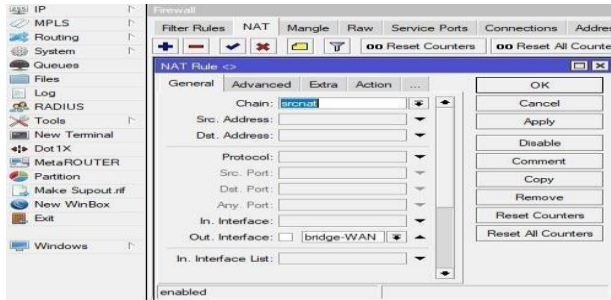 IP
MPLS
Routing
System
Queues
Files
Log
RADIUS
Tools
New Terminal
Dot1X
MetaROUTER
Partition
Make Supout.rif
New WinBox
Exit
Windows
Firewall
Filter Rules NAT Mangle Raw Service Ports Connections Addres
00 Reset Counters 00 Reset All Counte
NAT Rule <>
General Advanced Extra Action ...
Chain: srcnat
Src. Address:
Dst. Address:
Protocol:
Src. Port:
Dst. Port:
Any. Port:
In. Interface:
Out. Interface: bridge-WAN
In. Interface List:
enabled
OK
Cancel
Apply
Disable
Comment
Copy
Remove
Reset Counters
Reset All Counters